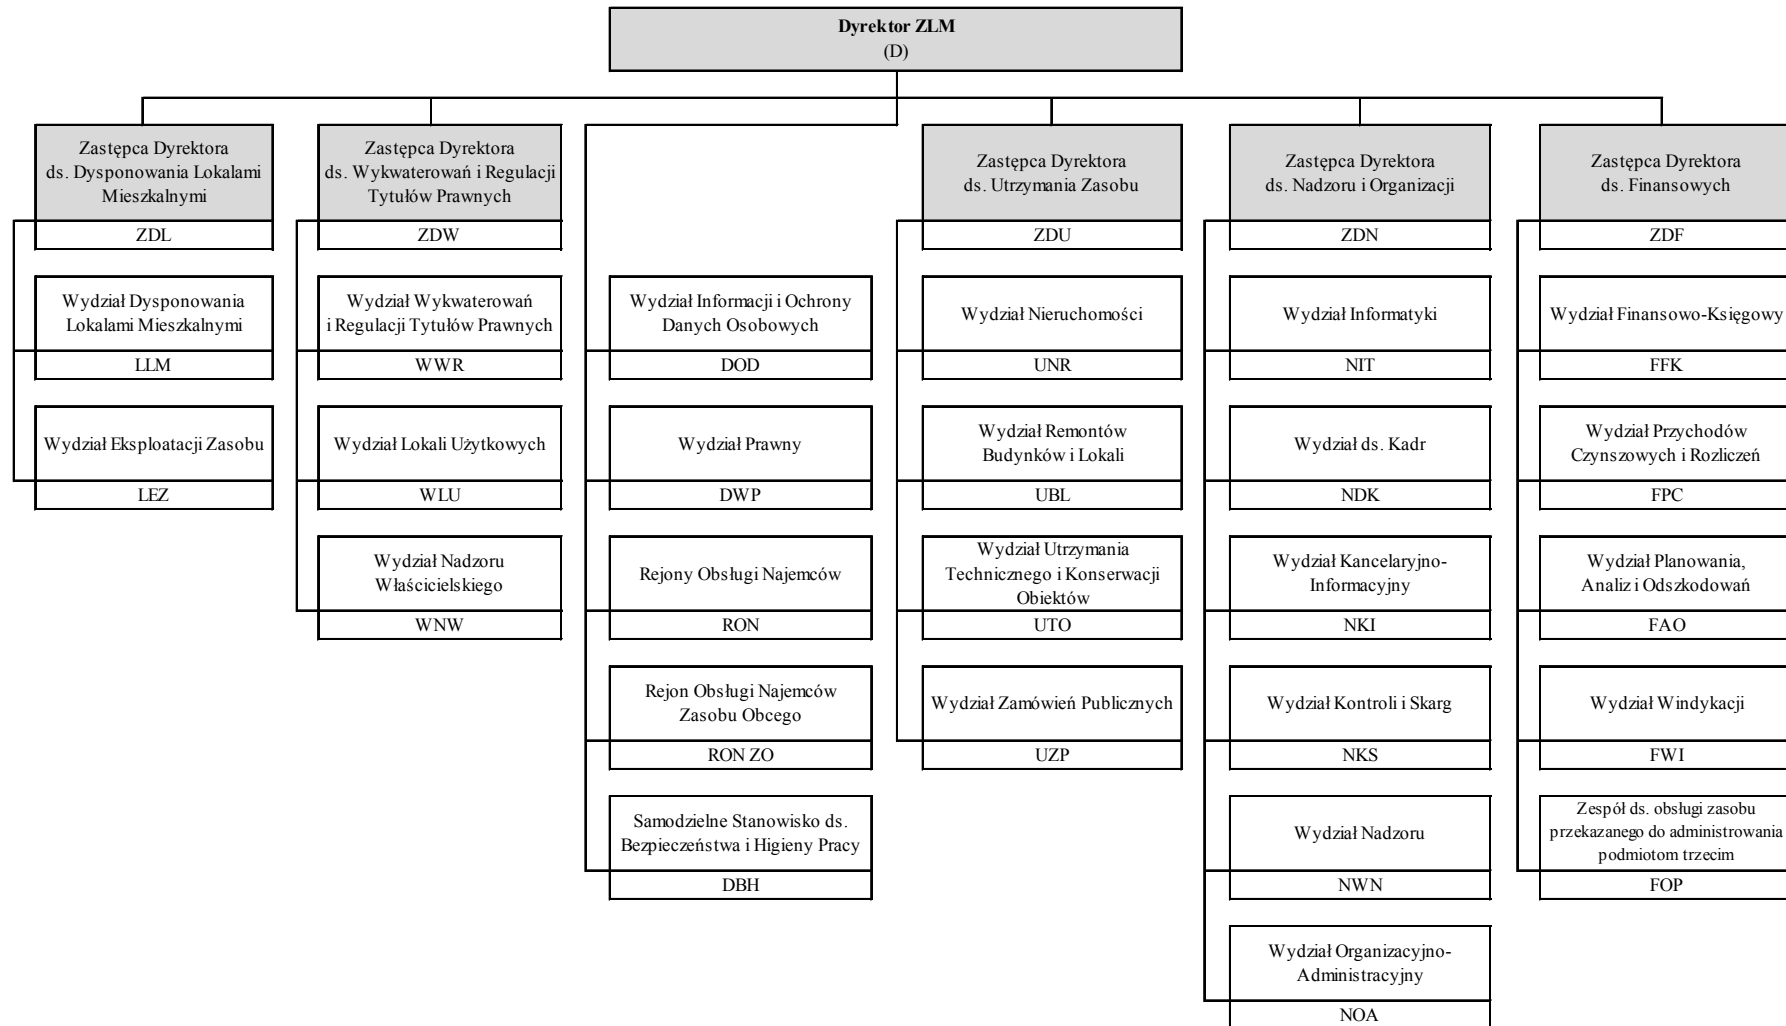 Dyrektor ZLM
(D)
Zastępca Dyrektora
ds. Dysponowania Lokalami
Mieszkalnymi
ZDL
Wydział Dysponowania
Lokalami Mieszkalnymi
LLM
Wydział Eksploatacji Zasobu
LEZ
Zastępca Dyrektora
ds. Wykwaterowań i Regulacji
Tytułów Prawnych
ZDW
Wydział Wykwaterowań
i Regulacji Tytułów Prawnych
WWR
Wydział Lokali Użytkowych
WLU
Wydział Nadzoru
Właścicielskiego
WNW
Wydział Informacji i Ochrony
Danych Osobowych
DOD
Wydział Prawny
DWP
Rejony Obsługi Najemców
RON
Rejon Obsługi Najemców
Zasobu Obcego
RON ZO
Samodzielne Stanowisko ds.
Bezpieczeństwa i Higieny Pracy
DBH
Zastępca Dyrektora
ds. Utrzymania Zasobu
ZDU
Wydział Nieruchomości
UNR
Wydział Remontów
Budynków i Lokali
UBL
Wydział Utrzymania
Technicznego i Konserwacji
Obiektów
UTO
Wydział Zamówień Publicznych
UZP
Zastępca Dyrektora
ds. Nadzoru i Organizacji
ZDN
Wydział Informatyki
NIT
Wydział ds. Kadr
NDK
Wydział Kancelaryjno-
Informacyjny
NKI
Wydział Kontroli i Skarg
NKS
Wydział Nadzoru
NWN
Wydział Organizacyjno-
Administracyjny
NOA
Zastępca Dyrektora
ds. Finansowych
ZDF
Wydział Finansowo-Księgowy
FFK
Wydział Przychodów
Czynszowych i Rozliczeń
FPC
Wydział Planowania,
Analiz i Odszkodowań
FAO
Wydział Windykacji
FWI
Zespół ds. obsługi zasobu
przekazanego do administrowania
podmiotom trzecim
FOP